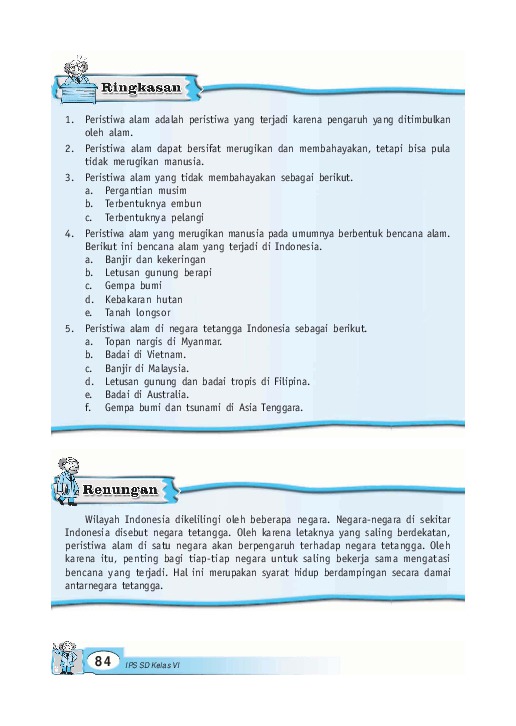 Ringkasan
1. Peristiwa alam adalah peristiwa yang terjadi karena pengaruh yang ditimbulkan
oleh alam.
2. Peristiwa alam dapat bersifat merugikan dan membahayakan, tetapi bisa pula
tidak merugikan manusia.
3. Peristiwa alam yang tidak membahayakan sebagai berikut.
a. Pergantian musim
b. Terbentuknya embun
c. Terbentuknya pelangi
4. Peristiwa alam yang merugikan manusia pada umumnya berbentuk bencana alam.
Berikut ini bencana alam yang terjadi di Indonesia.
a. Banjir dan kekeringan
b. Letusan gunung berapi
c. Gempa bumi
d. Kebakaran hutan
e. Tanah longsor
5. Peristiwa alam di negara tetangga Indonesia sebagai berikut.
a. Topan nargis di Myanmar.
b. Badai di Vietnam.
c. Banjir di Malaysia.
d. Letusan gunung dan badai tropis di Filipina.
e. Badai di Australia.
f. Gempa bumi dan tsunami di Asia Tenggara.
Renungan
Wilayah Indonesia dikelilingi oleh beberapa negara. Negara-negara di sekitar
Indonesia disebut negara tetangga. Oleh karena letaknya yang saling berdekatan,
peristiwa alam di satu negara akan berpengaruh terhadap negara tetangga. Oleh
karena itu, penting bagi tiap-tiap negara untuk saling bekerja sama mengatasi
bencana yang terjadi. Hal ini merupakan syarat hidup berdampingan secara damai
antarnegara tetangga.
84 IPS SD Kelas VI